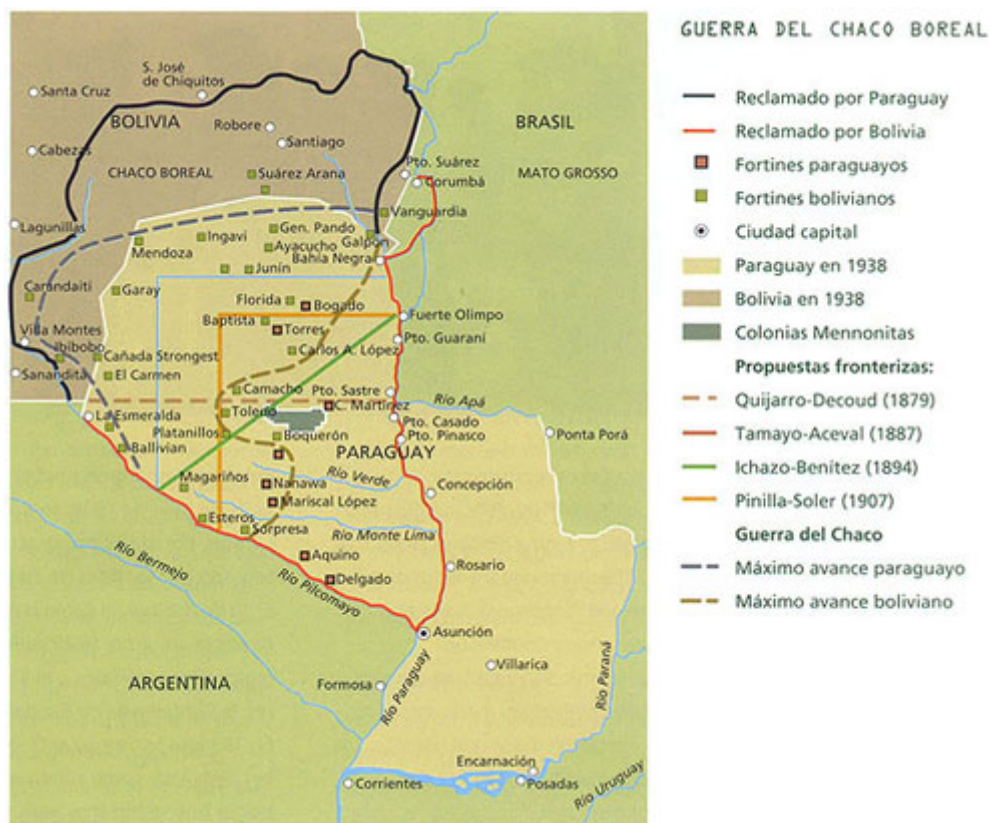 GUERRA DEL CHACO BOREAL
Reclamado por Paraguay
Reclamado por Bolivia
Fortines paraguayos
Fortines bolivianos
Ciudad capital
Paraguay en 1938
Bolivia en 1938
Colonias Mennonitas
Propuestas fronterizas:
Quijarro-Decoud (1879)
Tamayo-Aceval (1887)
Ichazo-Benítez (1894)
Pinilla-Soler (1907)
Guerra del Chaco
Máximo avance paraguayo
Máximo avance boliviano
S. José
de Chiquitos
Santa Cruz
BOLIVIA
Robore
BRASIL
Santiago
Cabezas
Pto. Suárez
CHACO BOREAL
Suárez Arana
Corumbá
MATO GROSSO
Vanguardia
Lagunillas
Gen. Pando
Ingavi
Galpón
Mendoza
Ayacucho
Bahía Negra
Junín
Carandaiti
Garay
Florida
Bogado
Fuerte Olimpo
Baptista
Torres
Villa Montes
Pto. Guarani
Ibibobo
Carlos A. López
Cañada Strongest
Sanandita
El Carmen
Camacho
Pto. Sastre
C. Martinez
Río Apá
La Esmeralda
Toledo
Pto. Casado
Platanillos
Boquerón
Pto. Pinasco
Ponta Porá
Ballivian
PARAGUAY
Río Verde
Magariños
Nanawa
Concepción
Mariscal López
Esteros
Sorpresa
Río Monte Lima
Río Bermejo
Aquino
Rosario
Río Pilcomayo
Delgado
Asunción
Villarica
ARGENTINA
Formosa
Río Paraguay
Río Paraná
Encarnación
Corrientes
Posadas
Río Uruguay